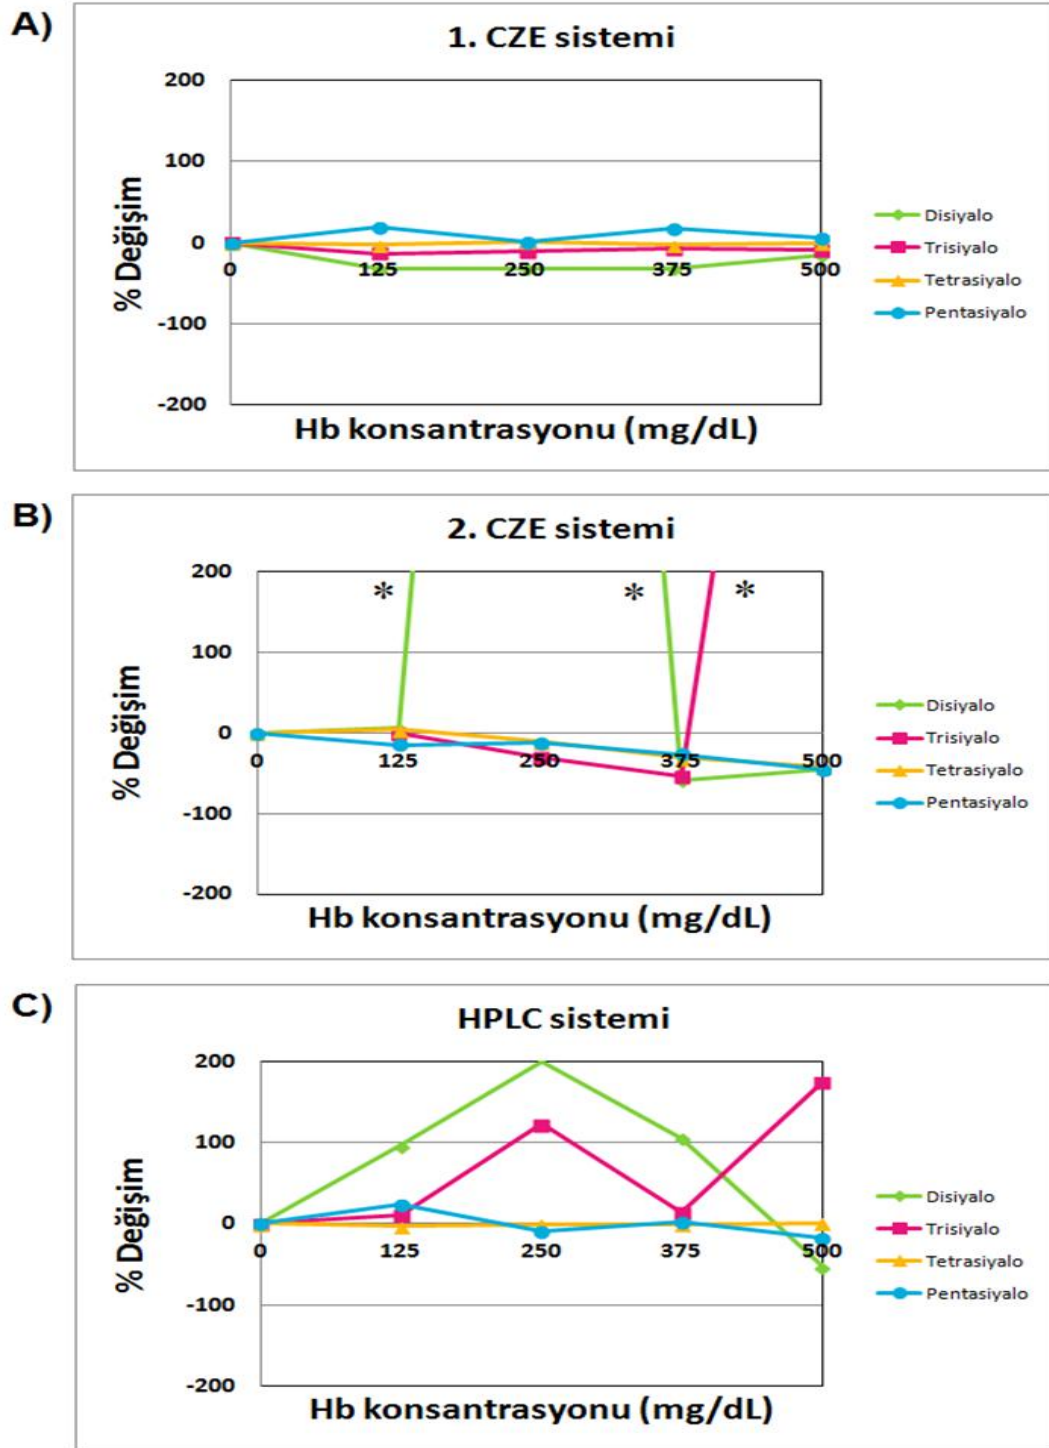 A)
1. CZE sistemi
200
100
0
-100
-200
% Değişim
0 125 250 375 500
Hb konsantrasyonu (mg/dL)
Disiyalo
Trisiyalo
Tetrasiyalo
Pentasiyalo
B)
2. CZE sistemi
200
100
0
-100
-200
% Değişim
* * *
0 125 250 375 500
Hb konsantrasyonu (mg/dL)
Disiyalo
Trisiyalo
Tetrasiyalo
Pentasiyalo
C)
HPLC sistemi
200
100
0
-100
-200
% Değişim
0 125 250 375 500
Hb konsantrasyonu (mg/dL)
Disiyalo
Trisiyalo
Tetrasiyalo
Pentasiyalo